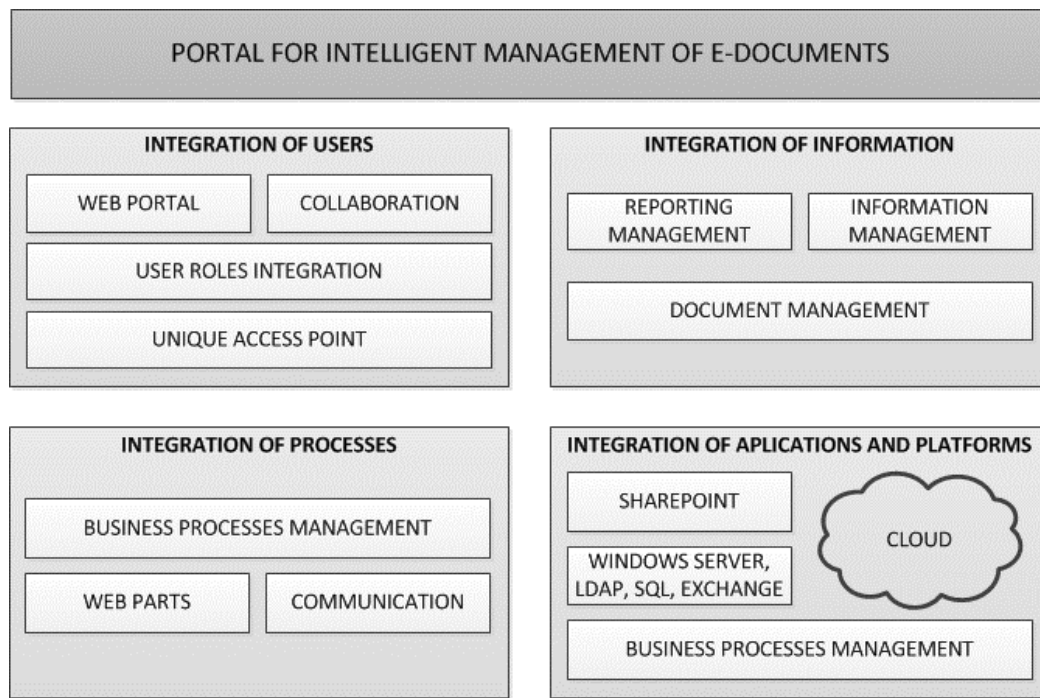 PORTAL FOR INTELLIGENT MANAGEMENT OF E-DOCUMENTS
INTEGRATION OF USERS
WEB PORTAL
COLLABORATION
USER ROLES INTEGRATION
UNIQUE ACCESS POINT
INTEGRATION OF INFORMATION
REPORTING
MANAGEMENT
INFORMATION
MANAGEMENT
DOCUMENT MANAGEMENT
INTEGRATION OF PROCESSES
BUSINESS PROCESSES MANAGEMENT
WEB PARTS
COMMUNICATION
INTEGRATION OF APLICATIONS AND PLATFORMS
SHAREPOINT
CLOUD
WINDOWS SERVER,
LDAP, SQL, EXCHANGE
BUSINESS PROCESSES MANAGEMENT